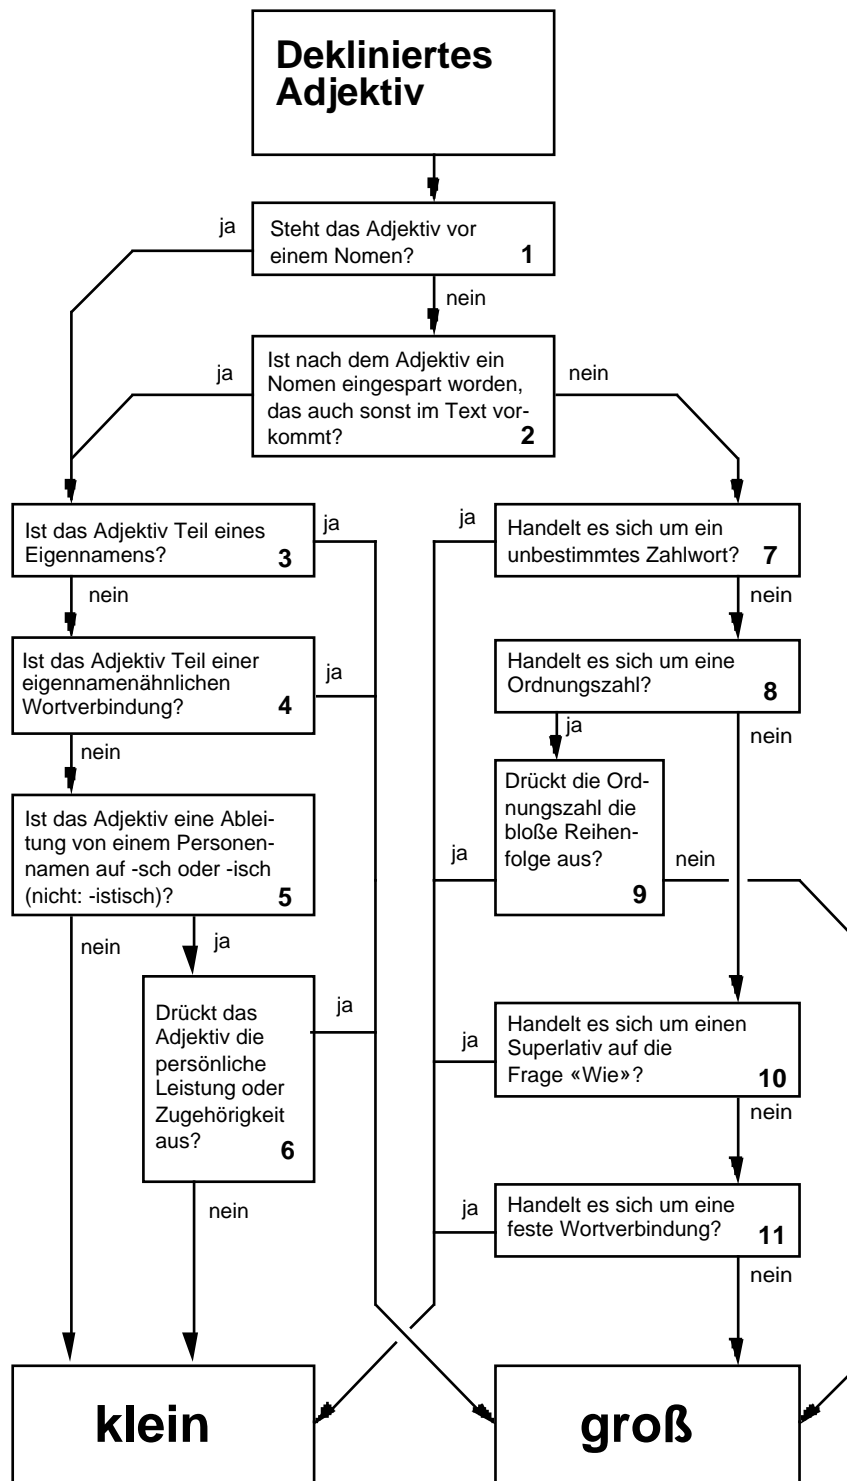 Dekliniertes
Adjektiv
ja
Steht das Adjektiv vor
einem Nomen?
1
nein
ja
Ist nach dem Adjektiv ein
Nomen eingespart worden,
das auch sonst im Text vor-
kommt?
2
nein
Ist das Adjektiv Teil eines
Eigennamens?
3
ja
nein
Ist das Adjektiv Teil einer
eigennamenähnlichen
Wortverbindung?
4
ja
nein
Ist das Adjektiv eine Ablei-
tung von einem Personen-
namen auf -sch oder -isch
(nicht: -istisch)?
5
nein
ja
Drückt das
Adjektiv die
persönliche
Leistung oder
Zugehörigkeit
aus?
6
ja
nein
ja
Handelt es sich um ein
unbestimmtes Zahlwort?
7
nein
Handelt es sich um eine
Ordnungszahl?
8
ja
nein
Drückt die Ord-
nungszahl die
bloße Reihen-
folge aus?
9
ja
nein
ja
Handelt es sich um einen
Superlativ auf die
Frage «Wie»?
10
nein
ja
Handelt es sich um eine
feste Wortverbindung?
11
nein
klein
groß